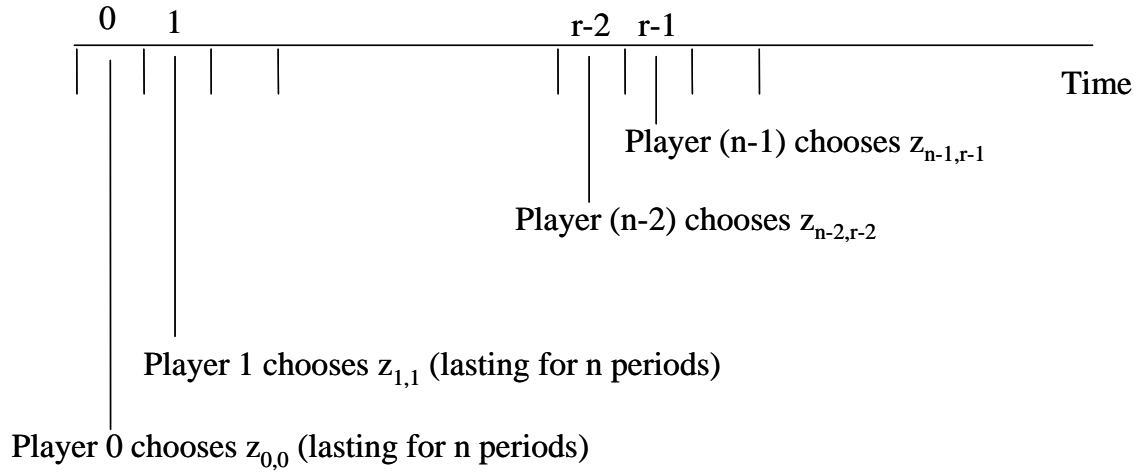 0 1 r-2 r-1
Time
Player (n-1) chooses z_{n-1,r-1}
Player (n-2) chooses z_{n-2,r-2}
Player 1 chooses z_{1,1} (lasting for n periods)
Player 0 chooses z_{0,0} (lasting for n periods)